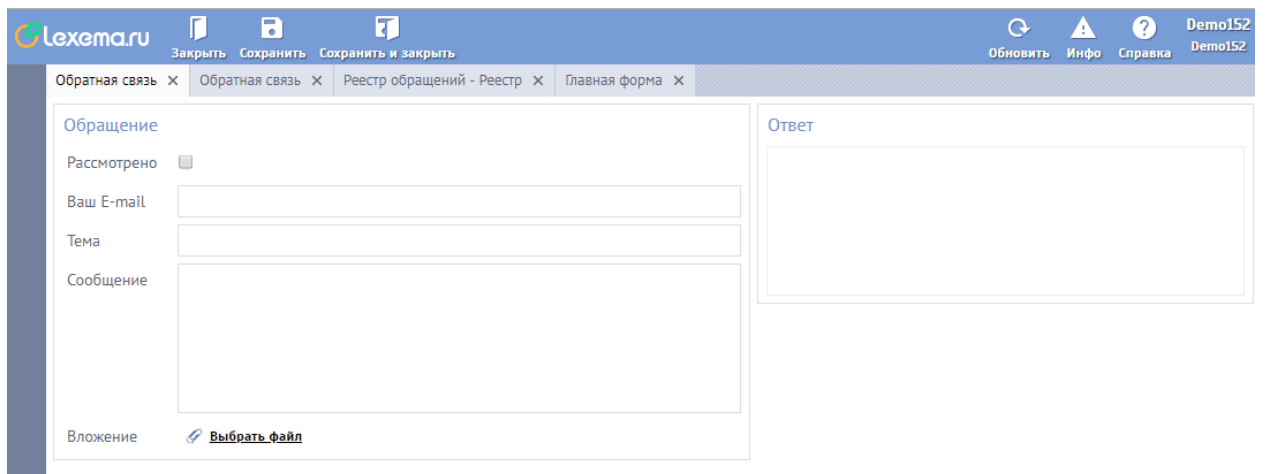 Lexema.ru
Закрыть Сохранить Сохранить и закрыть
Обновить Инфо Справка
Demo152
Demo152
Обратная связь × Обратная связь × Реестр обращений - Реестр × Главная форма ×
Обращение
Рассмотрено
Ваш E-mail
Тема
Сообщение
Вложение Выбрать файл
Ответ